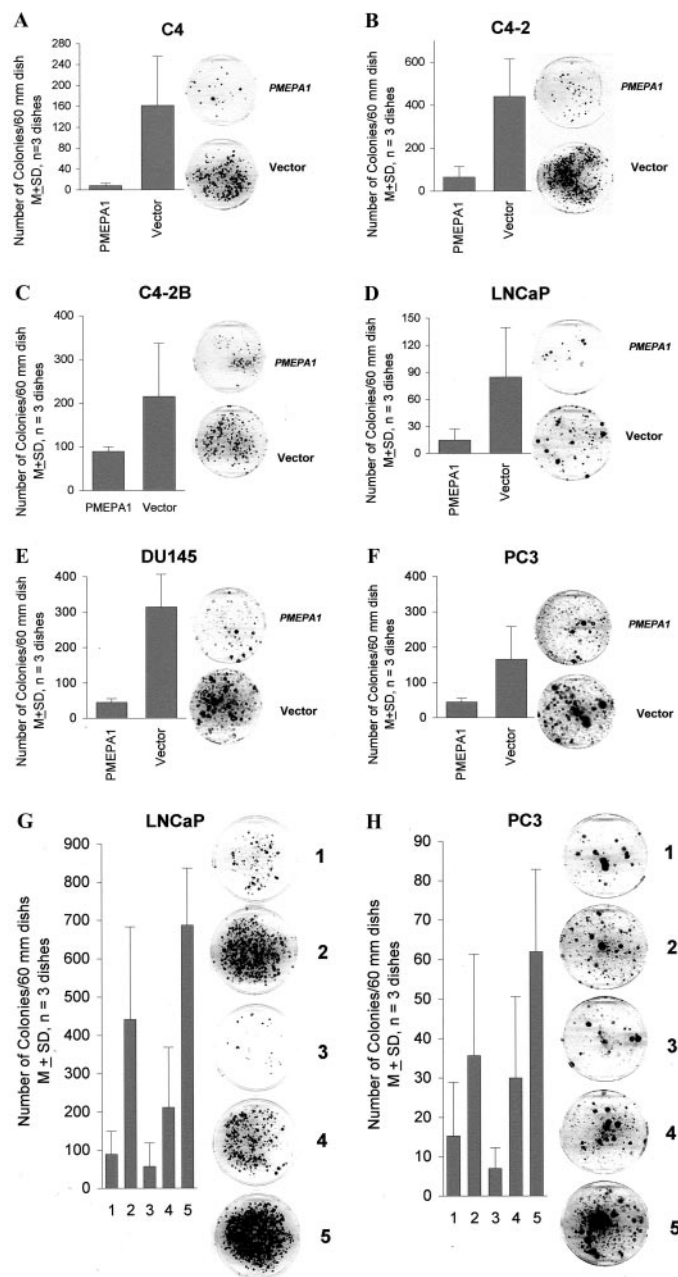 A
C4
Number of Colonies/60 mm dish
M±SD, n=3 dishes
280
240
200
160
120
80
40
0
PMEPA1
Vector
PMEPA1
Vector
B
C4-2
Number of Colonies/60 mm dish
M±SD, n = 3 dishes
600
400
200
0
PMEPA1
Vector
PMEPA1
Vector
C
C4-2B
Number of Colonies/60 mm dish
M±SD, n = 3 dishes
400
300
200
100
0
PMEPA1 Vector
PMEPA1
Vector
D
LNCaP
Number of Colonies/60 mm dish
M±SD, n = 3 dishes
150
120
90
60
30
0
PMEPA1
Vector
PMEPA1
Vector
E
DU145
Number of Colonies/60 mm dish
M±SD, n = 3 dishes
400
300
200
100
0
PMEPA1
Vector
PMEPA1
Vector
F
PC3
Number of Colonies/60 mm dish
M±SD, n = 3 dishes
400
300
200
100
0
PMEPA1
Vector
PMEPA1
Vector
G
LNCaP
Number of Colonies/60 mm dishs
M ± SD, n = 3 dishes
900
800
700
600
500
400
300
200
100
0
1 2 3 4 5
1
2
3
4
5
H
PC3
Number of Colonies/60 mm dishes
M ± SD, n = 3 dishes
90
80
70
60
50
40
30
20
10
0
1 2 3 4 5
1
2
3
4
5